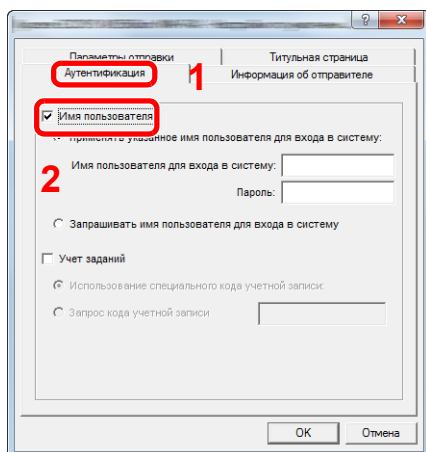 Параметры отправки
Титульная страница
Аутентификация
1
Информация об отправителе
Имя пользователя
Применять указанное имя пользователя для входа в систему:
2
Имя пользователя для входа в систему:
Пароль:
Запрашивать имя пользователя для входа в систему
Учет заданий
Использование специального кода учетной записи:
Запрос кода учетной записи
OK
Отмена